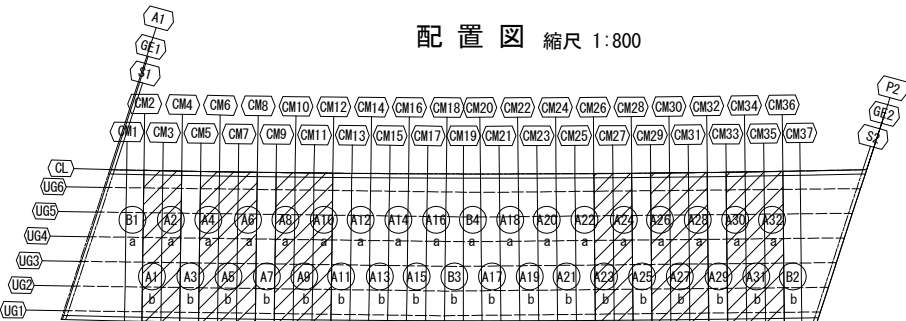 配置図 縮尺 1:800
A1
GE1
S1
P2
GE2
S2
CM2 CM4 CM6 CM8 CM10 CM12 CM14 CM16 CM18 CM20 CM22 CM24 CM26 CM28 CM30 CM32 CM34 CM36
CM1 CM3 CM5 CM7 CM9 CM11 CM13 CM15 CM17 CM19 CM21 CM23 CM25 CM27 CM29 CM31 CM33 CM35 CM37
CL
UG6
UG5
B1 A2 A4 A6 A8 A10 A12 A14 A16 B4 A18 A20 A22 A24 A26 A28 A30 A32
UG4
a a a a a a a a a a a a a a a a a a
UG3
UG2
A1 A3 A5 A7 A9 A11 A13 A15 B3 A17 A19 A21 A23 A25 A27 A29 A31 B2
b b b b b b b b b b b b b b b b b b
UG1